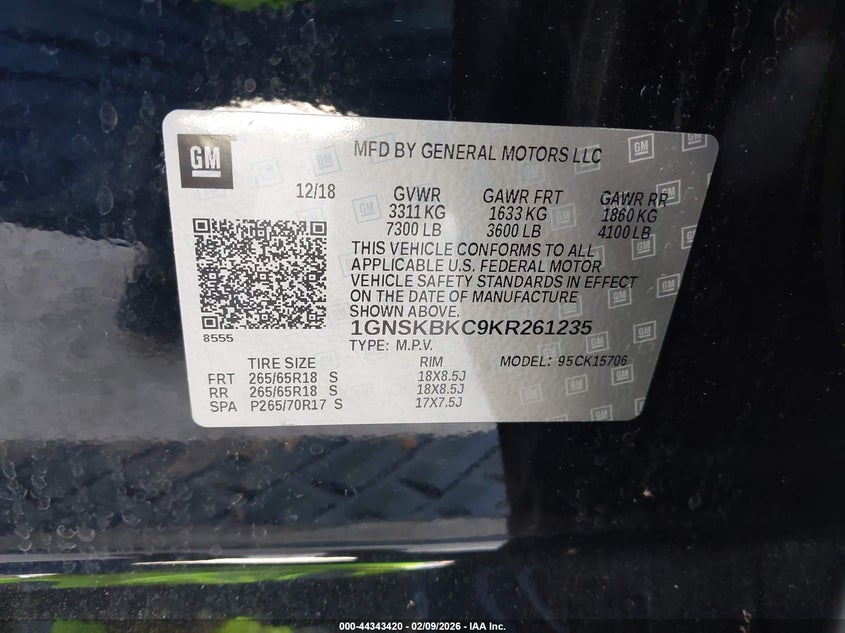 GM
MFD BY GENERAL MOTORS LLC
12/18 GVWR GAWR FRT GAWR RR
3311 KG 1633 KG 1860 KG
7300 LB 3600 LB 4100 LB
THIS VEHICLE CONFORMS TO ALL
APPLICABLE U.S. FEDERAL MOTOR
VEHICLE SAFETY STANDARDS IN EFFECT
ON THE DATE OF MANUFACTURE
SHOWN ABOVE.
8555
1GNSKBKC9KR261235
TYPE: M.P.V. MODEL: 95CK15706
TIRE SIZE RIM
FRT 265/65R18 S 18X8.5J
RR 265/65R18 S 18X8.5J
SPA P265/70R17 S 17X7.5J
000-44343420 - 02/09/2026 - IAA Inc.